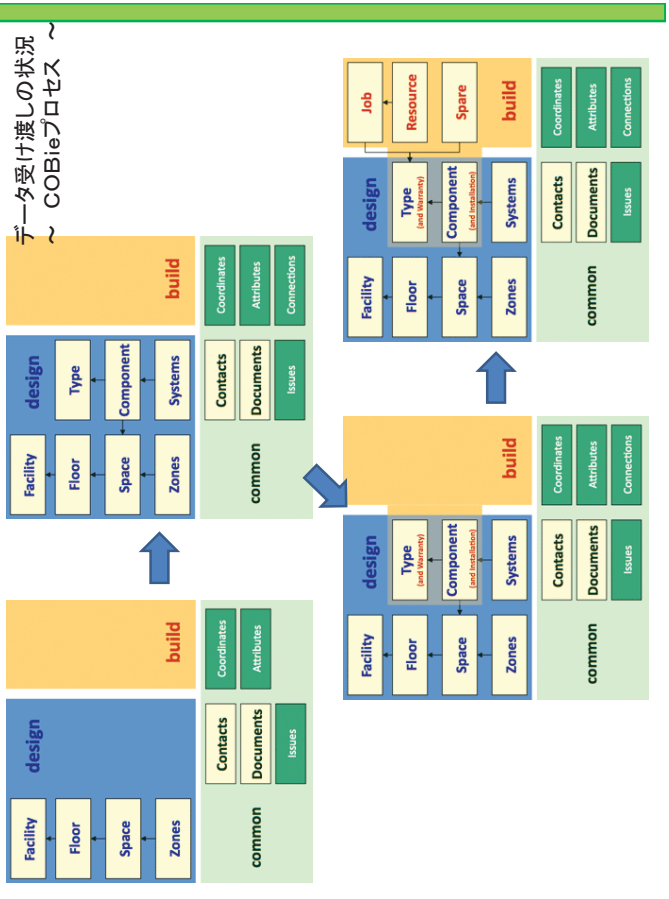 データ受け渡しの状況
～ COBieプロセス ～
design
build
Facility
Floor
Space
Zones
common
Contacts
Documents
Issues
Coordinates
Attributes
design
build
Facility
Floor
Space
Zones
Type
Component
Systems
common
Contacts
Documents
Issues
Coordinates
Attributes
Connections
design
build
Facility
Floor
Space
Zones
Type
(and Warranty)
Component
(and Installation)
Systems
common
Contacts
Documents
Issues
Coordinates
Attributes
Connections
design
build
Facility
Floor
Space
Zones
Type
(and Warranty)
Component
(and Installation)
Systems
Job
Resource
Spare
common
Contacts
Documents
Issues
Coordinates
Attributes
Connections